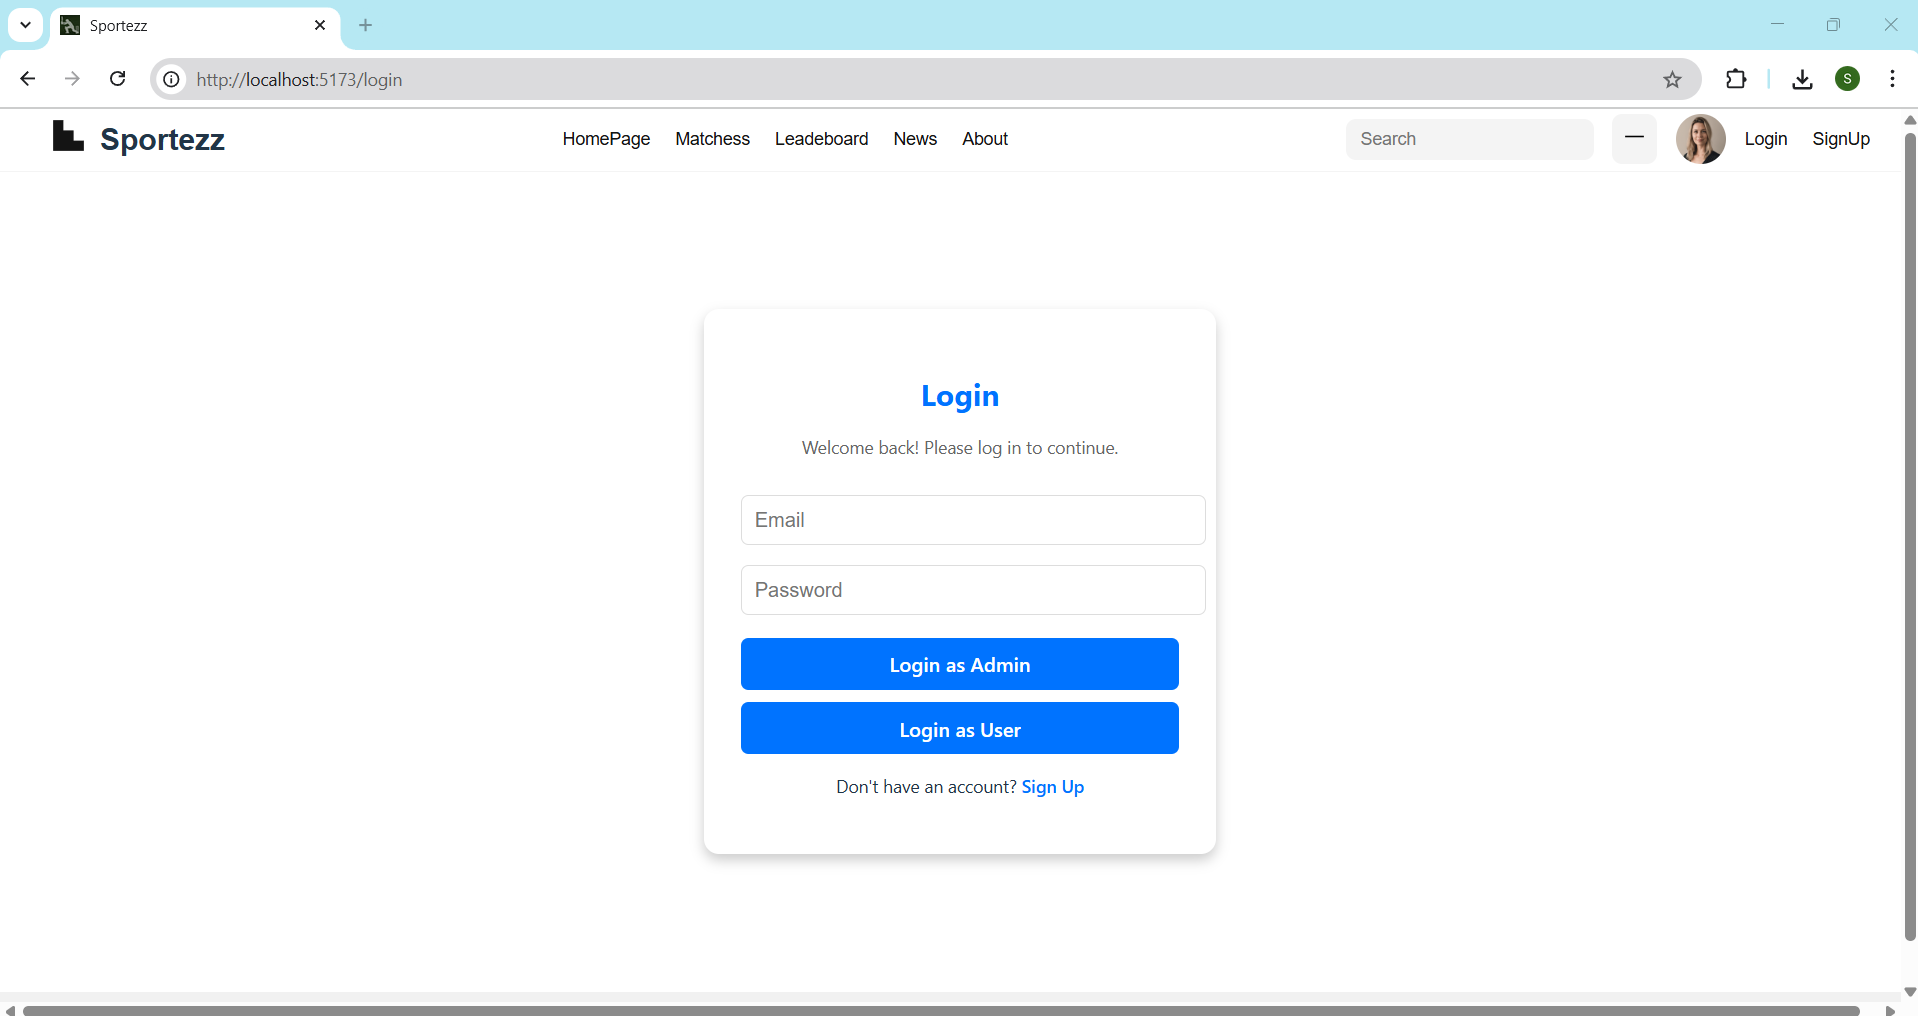 Sportezz
http://localhost:5173/login
S
Sportezz
HomePage Matchess Leadeboard News About
Search
Login SignUp
Login
Welcome back! Please log in to continue.
Email
Password
Login as Admin
Login as User
Don't have an account? Sign Up